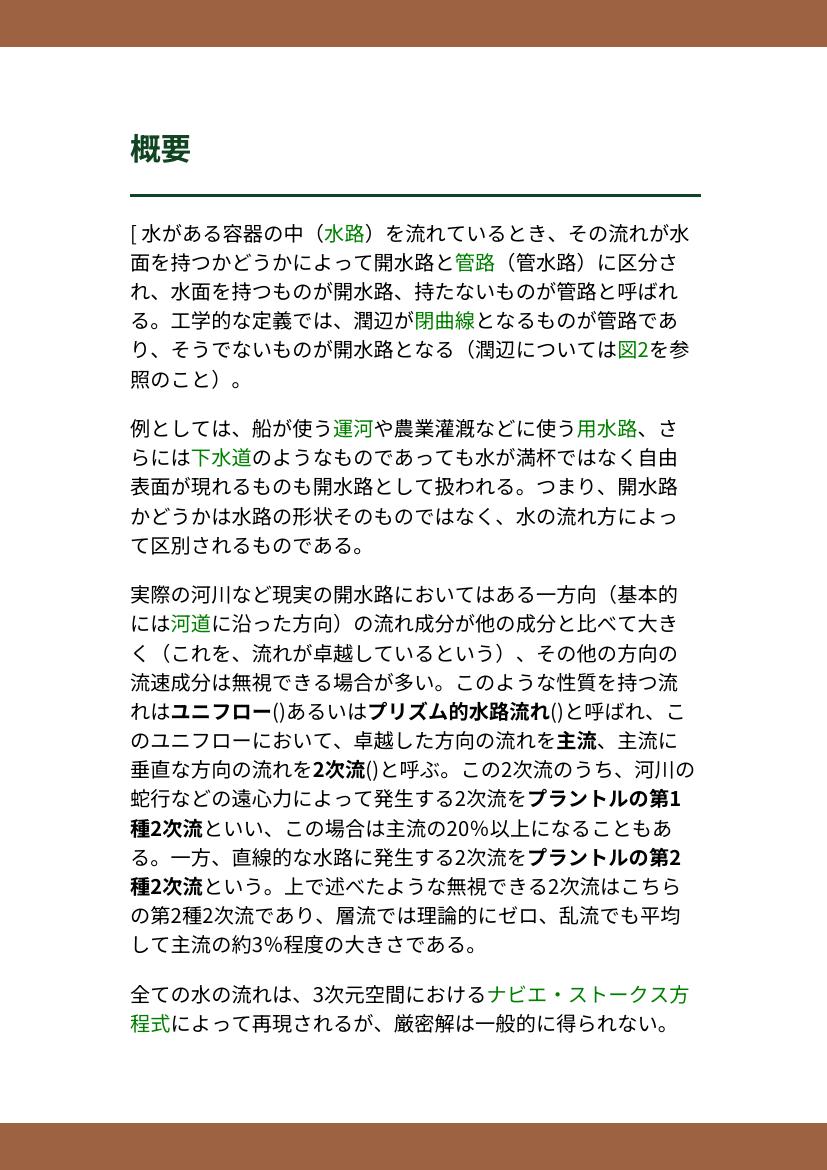 概要
[ 水がある容器の中（水路）を流れているとき、その流れが水
面を持つかどうかによって開水路と管路（管水路）に区分さ
れ、水面を持つものが開水路、持たないものが管路と呼ばれ
る。工学的な定義では、潤辺が閉曲線となるものが管路であ
り、そうでないものが開水路となる（潤辺については図2を参
照のこと）。
例としては、船が使う運河や農業灌漑などに使う用水路、さ
らには下水道のようなものであっても水が満杯ではなく自由
表面が現れるものも開水路として扱われる。つまり、開水路
かどうかは水路の形状そのものではなく、水の流れ方によっ
て区別されるものである。
実際の河川など現実の開水路においてはある一方向（基本的
には河道に沿った方向）の流れ成分が他の成分と比べて大き
く（これを、流れが卓越しているという）、その他の方向の
流速成分は無視できる場合が多い。このような性質を持つ流
れはユニフロー()あるいはプリズム的水路流れ()と呼ばれ、こ
のユニフローにおいて、卓越した方向の流れを主流、主流に
垂直な方向の流れを2次流()と呼ぶ。この2次流のうち、河川の
蛇行などの遠心力によって発生する2次流をプラントルの第1
種2次流といい、この場合は主流の20％以上になることもあ
る。一方、直線的な水路に発生する2次流をプラントルの第2
種2次流という。上で述べたような無視できる2次流はこちら
の第2種2次流であり、層流では理論的にゼロ、乱流でも平均
して主流の約3％程度の大きさである。
全ての水の流れは、3次元空間におけるナビエ・ストークス方
程式によって再現されるが、厳密解は一般的に得られない。